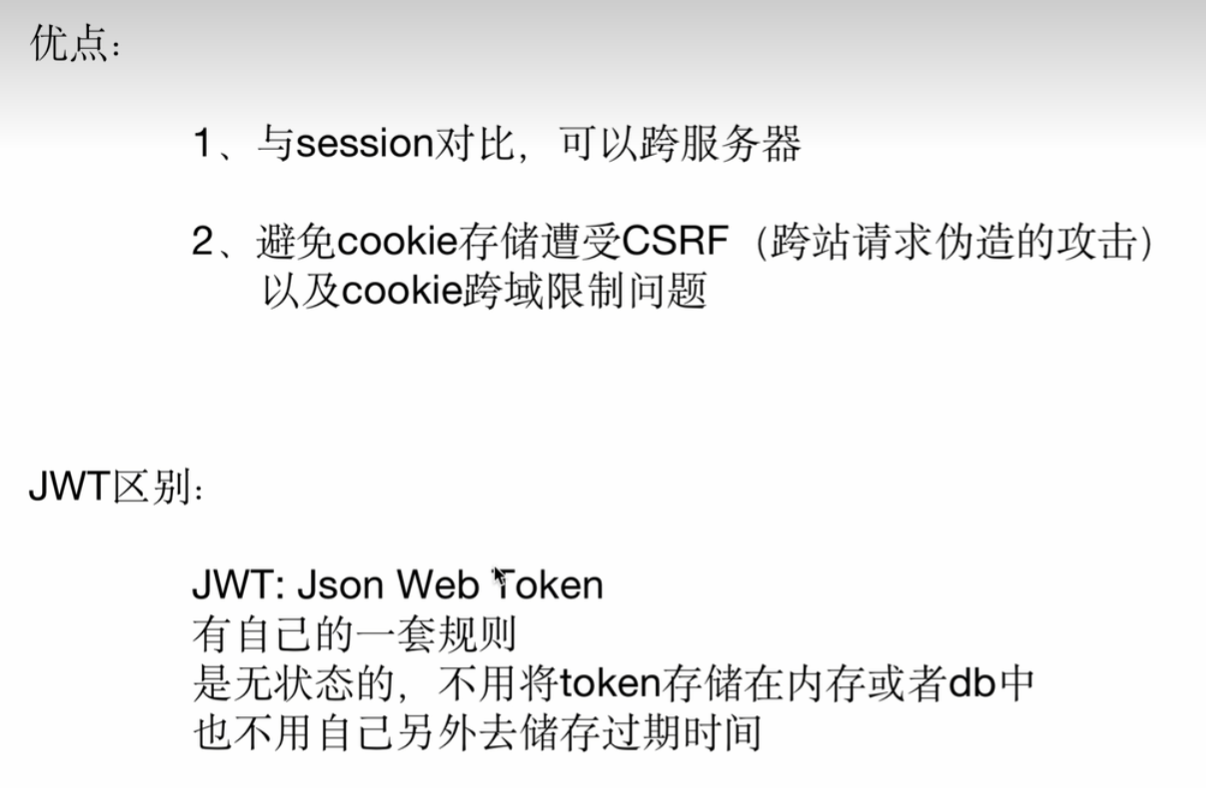 优点：
1、与session对比，可以跨服务器
2、避免cookie存储遭受CSRF（跨站请求伪造的攻击）
以及cookie跨域限制问题
JWT区别：
JWT: Json Web Token
有自己的一套规则
是无状态的，不用将token存储在内存或者db中
也不用自己另外去储存过期时间